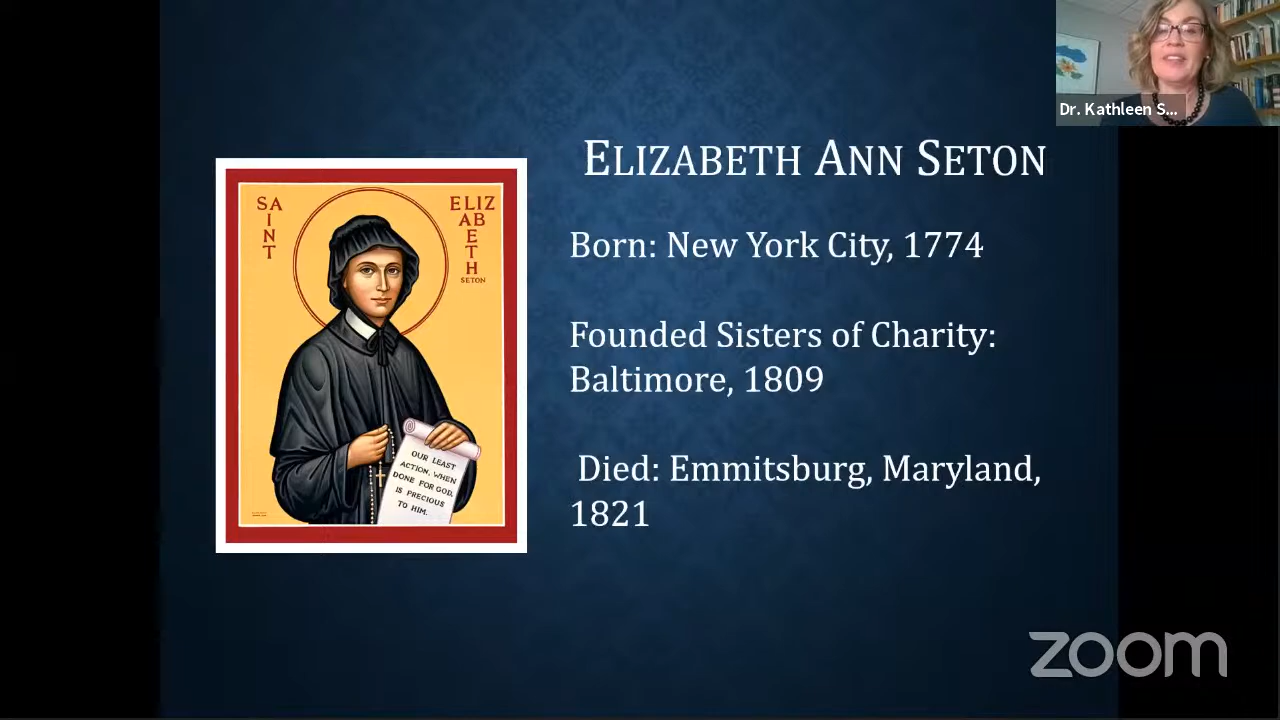 Dr. Kathleen S...
ELIZABETH ANN SETON
SAINT
ELIZABETH
SETON
Born: New York City, 1774
Founded Sisters of Charity:
Baltimore, 1809
Died: Emmitsburg, Maryland,
1821
OUR LEAST
ACTION, WHEN
DONE FOR GOD,
IS PRECIOUS
TO HIM.
zoom